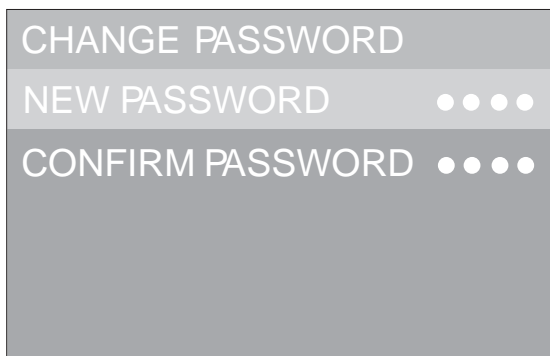 CHANGE PASSWORD
NEW PASSWORD ●●●●
CONFIRM PASSWORD ●●●●